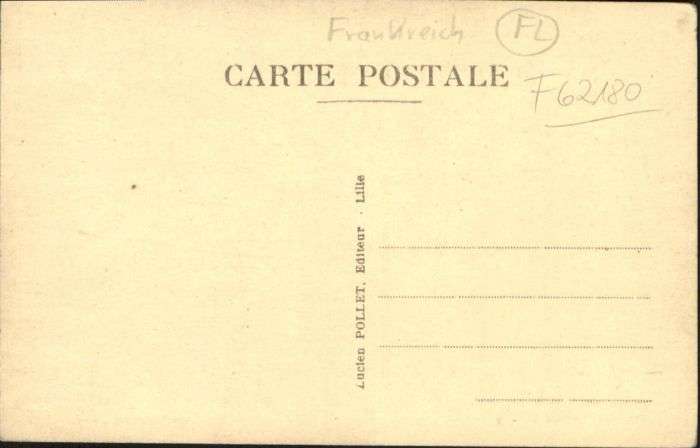 Frankreich FL
CARTE POSTALE
F62180
Lucien POLLET, Editeur - Lille